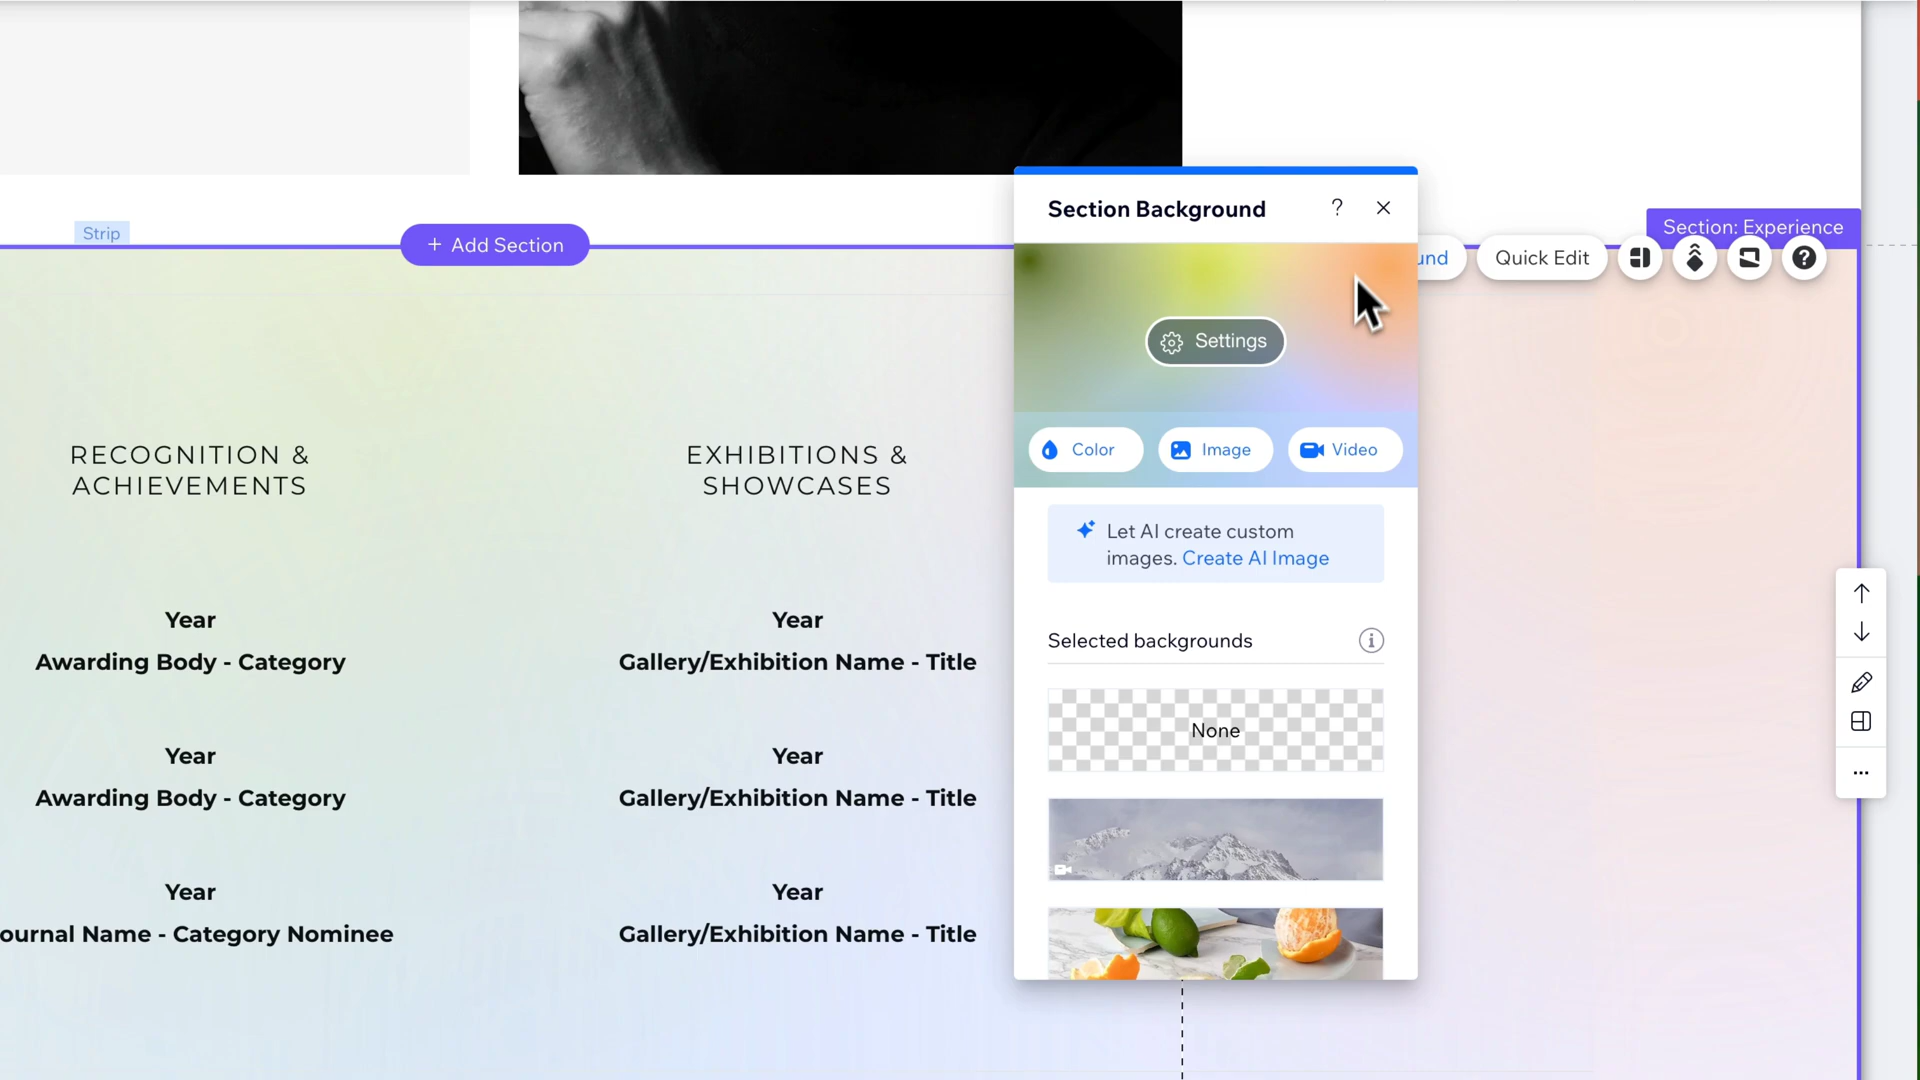 Section Background
?
Strip
+ Add Section
Section: Experience
und
Quick Edit
?
Settings
Color
Image
Video
RECOGNITION &
ACHIEVEMENTS
EXHIBITIONS &
SHOWCASES
Let AI create custom
images. Create AI Image
Selected backgrounds
None
Year
Awarding Body - Category
Year
Awarding Body - Category
Year
ournal Name - Category Nominee
Year
Gallery/Exhibition Name - Title
Year
Gallery/Exhibition Name - Title
Year
Gallery/Exhibition Name - Title